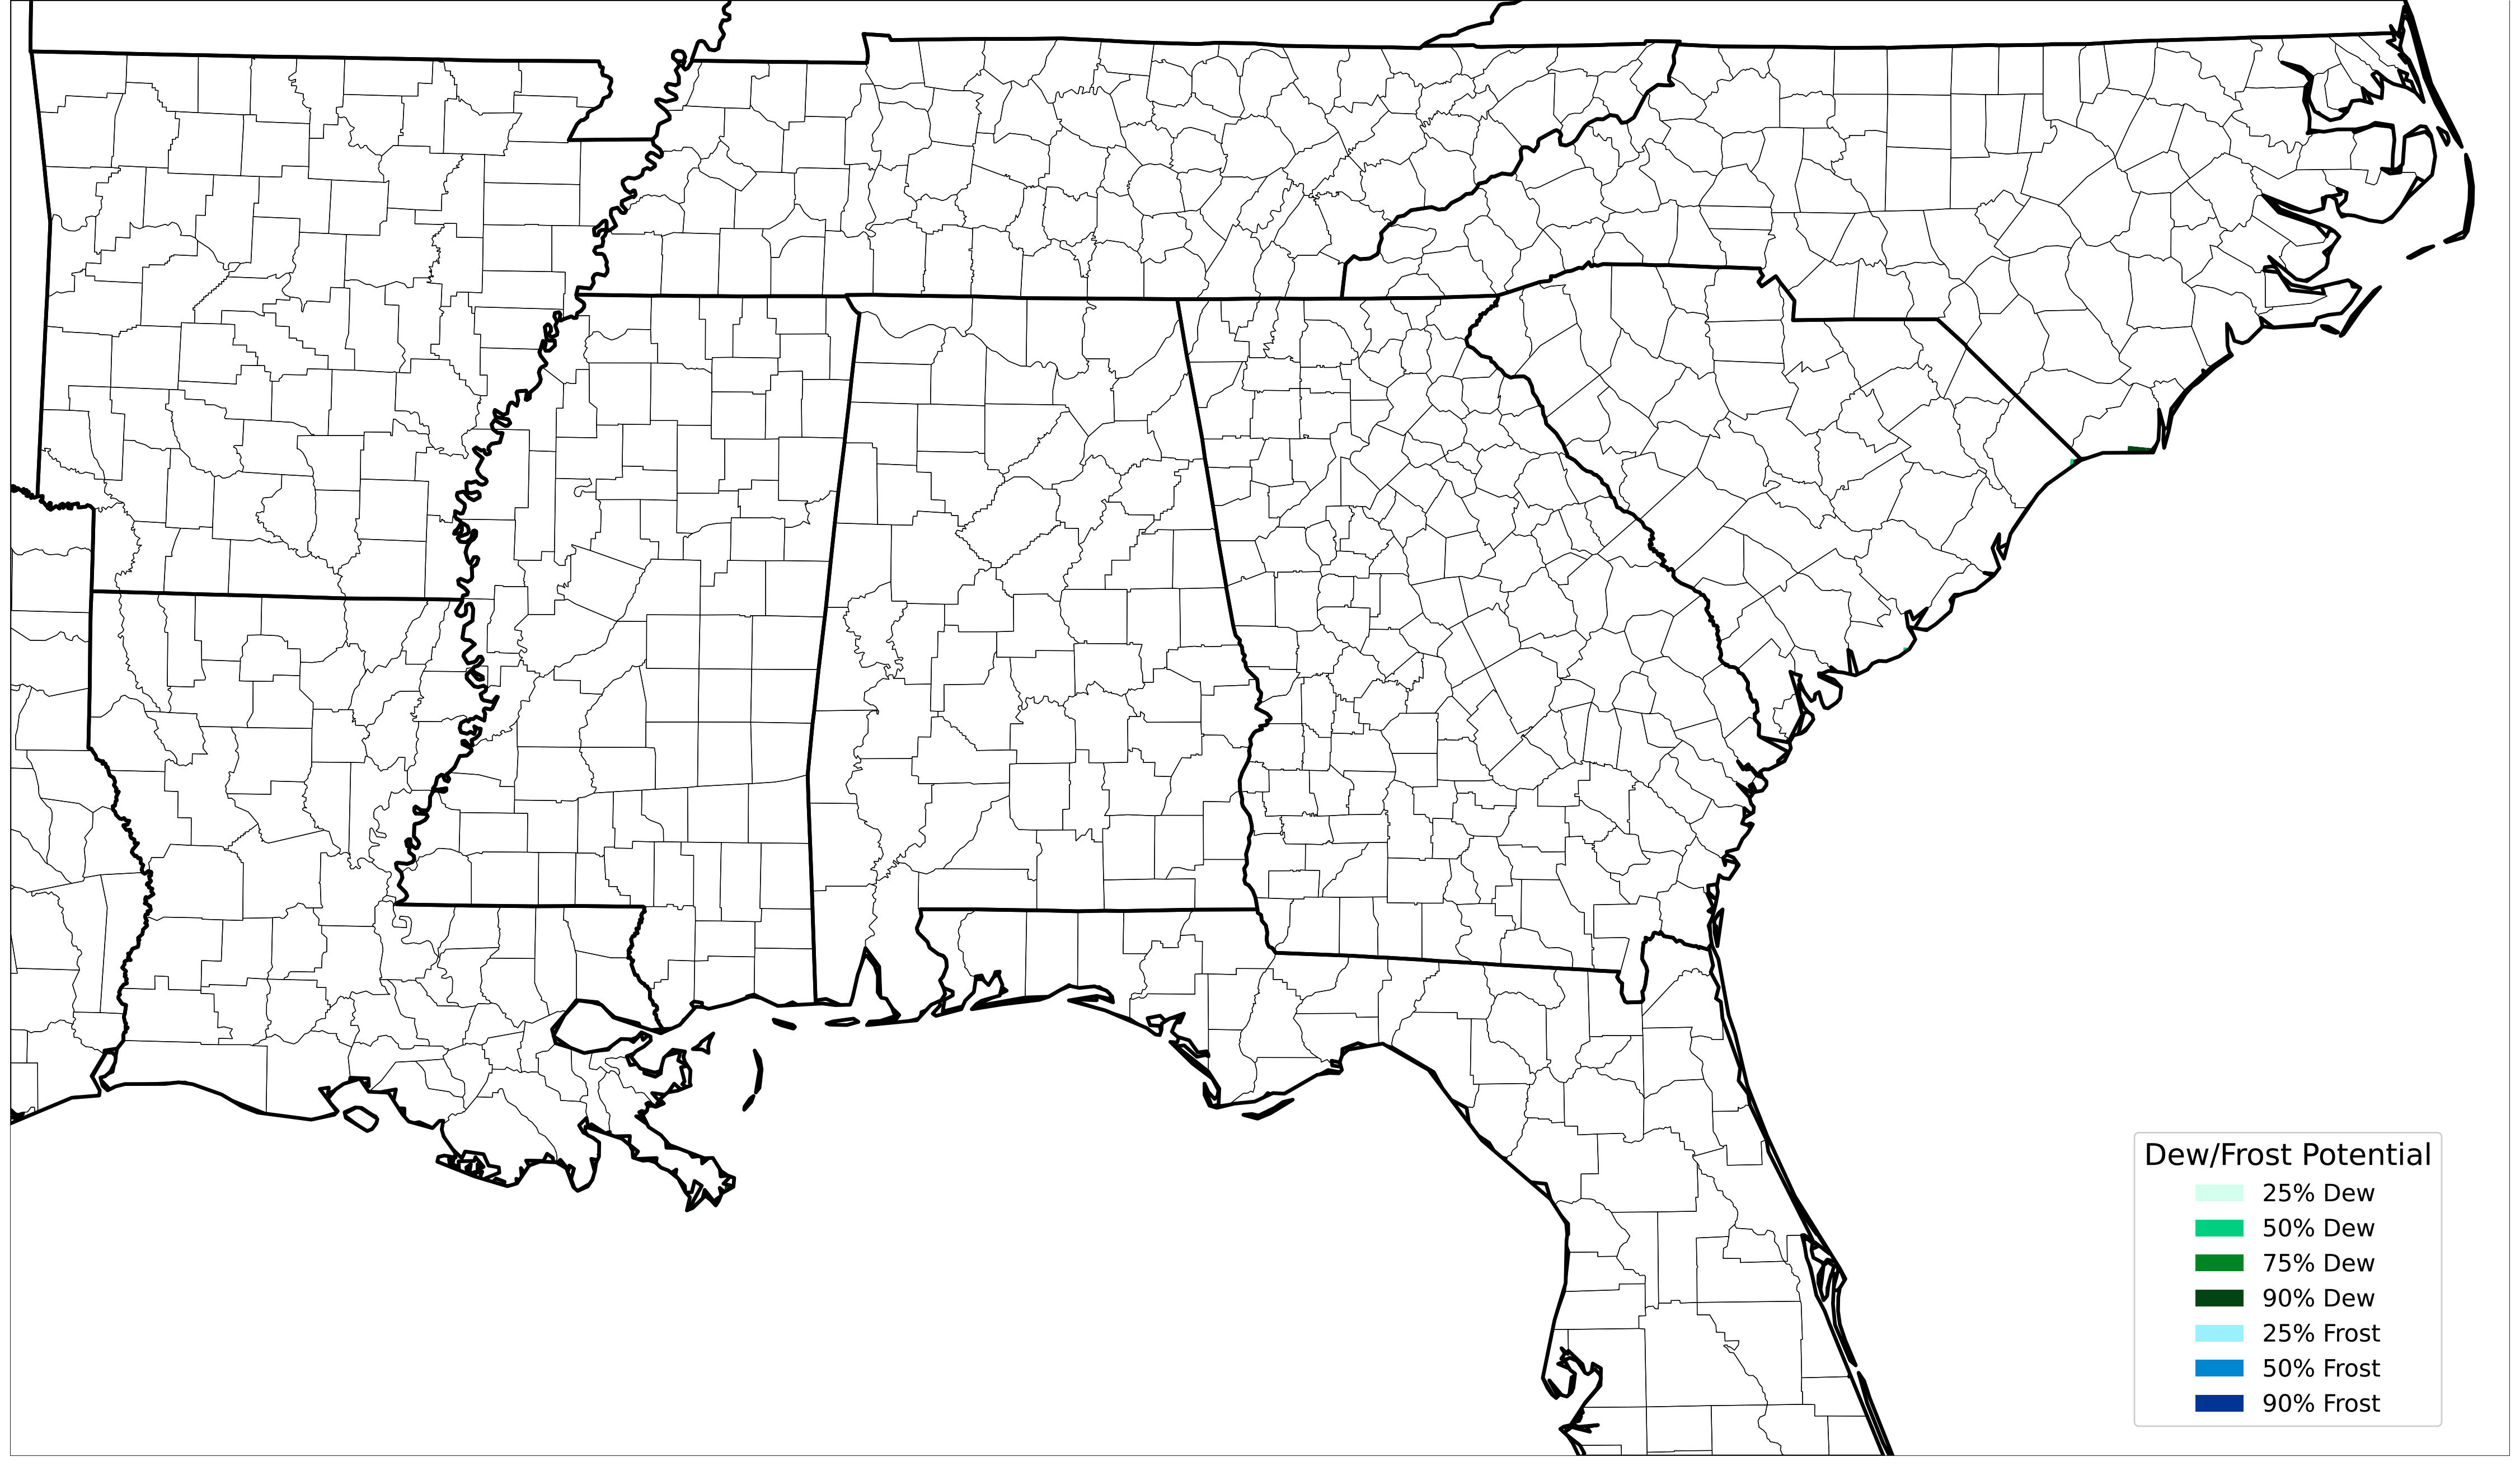 Dew/Frost Potential
25% Dew
50% Dew
75% Dew
90% Dew
25% Frost
50% Frost
90% Frost